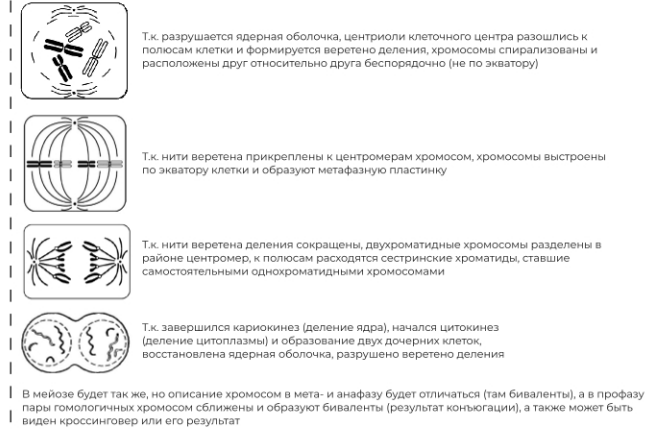 Т.к. разрушается ядерная оболочка, центриоли клеточного центра разошлись к
полюсам клетки и формируется веретено деления, хромосомы спирализованы и
расположены друг относительно друга беспорядочно (не по экватору)
Т.к. нити веретена прикреплены к центромерам хромосом, хромосомы выстроены
по экватору клетки и образуют метафазную пластинку
Т.к. нити веретена деления сокращены, двухроматидные хромосомы разделены в
районе центромер, к полюсам расходятся сестринские хроматиды, ставшие
самостоятельными однохроматидными хромосомами
Т.к. завершился кариокинез (деление ядра), начался цитокинез
(деление цитоплазмы) и образование двух дочерних клеток,
восстановлена ядерная оболочка, разрушено веретено деления
В мейозе будет так же, но описание хромосом в мета- и анафазу будет отличаться (там биваленты), а в профазу
пары гомологичных хромосом сближены и образуют биваленты (результат конъюгации), а также может быть
виден кроссинговер или его результат